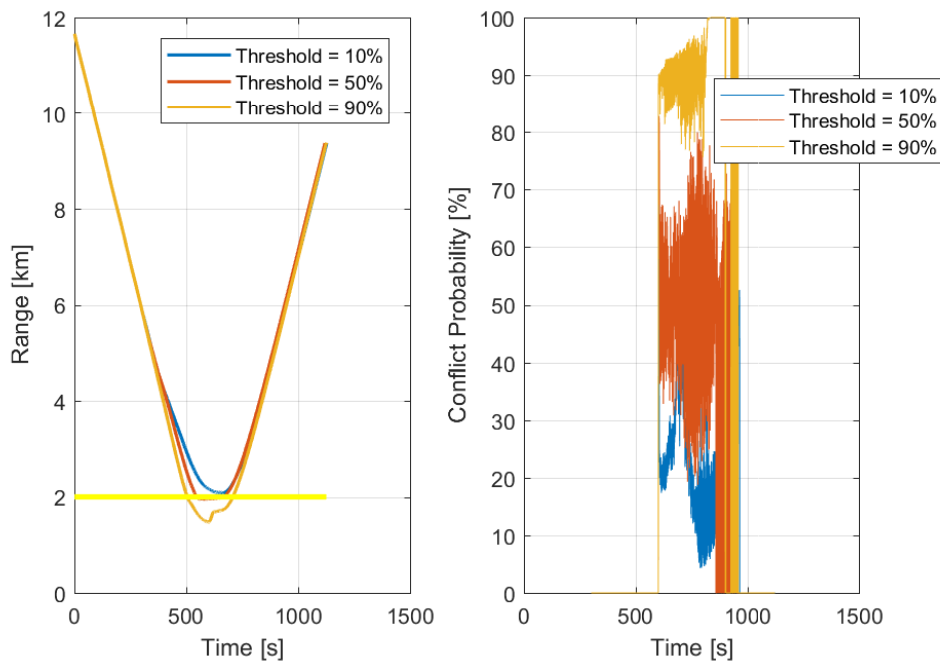 12
10
8
6
4
2
0
0
500
1000
1500
Range [km]
Time [s]
Threshold = 10%
Threshold = 50%
Threshold = 90%
100
90
80
70
60
50
40
30
20
10
0
0
500
1000
1500
Conflict Probability [%]
Time [s]
Threshold = 10%
Threshold = 50%
Threshold = 90%